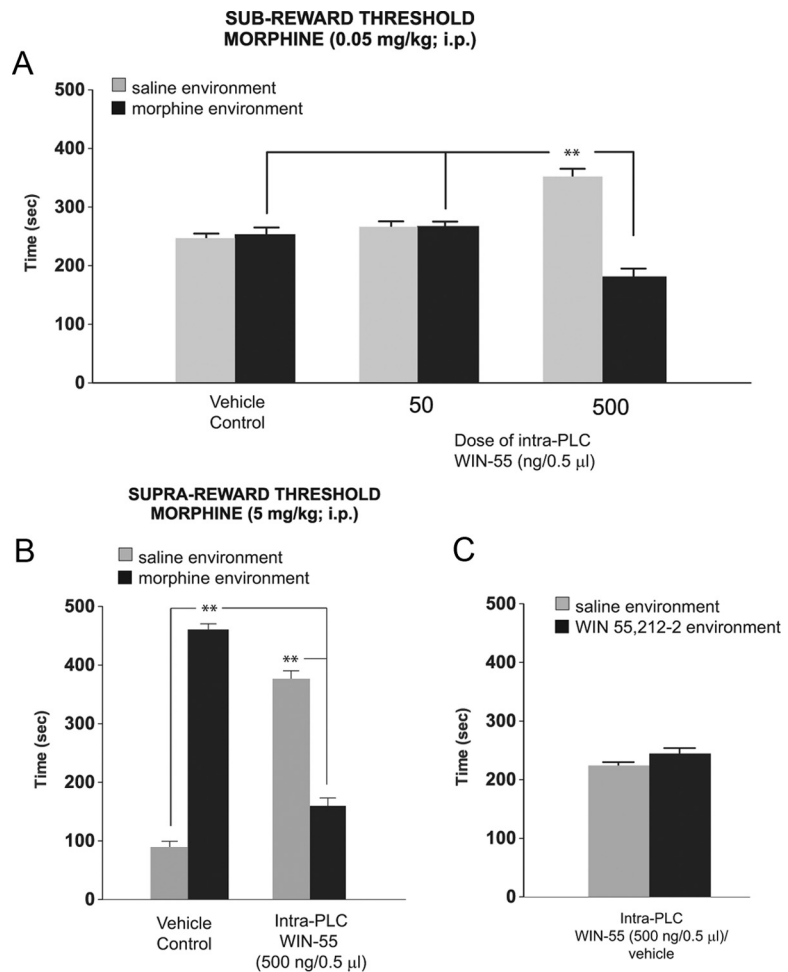 SUB-REWARD THRESHOLD
MORPHINE (0.05 mg/kg; i.p.)
A
saline environment
morphine environment
500
400
300
200
100
0
Time (sec)
**
Vehicle
Control
50
500
Dose of intra-PLC
WIN-55 (ng/0.5 µl)
SUPRA-REWARD THRESHOLD
MORPHINE (5 mg/kg; i.p.)
B
saline environment
morphine environment
500
400
300
200
100
0
Time (sec)
**
**
Vehicle
Control
Intra-PLC
WIN-55
(500 ng/0.5 µl)
C
saline environment
WIN 55,212-2 environment
500
400
300
200
100
0
Time (sec)
Intra-PLC
WIN-55 (500 ng/0.5 µl)/
vehicle